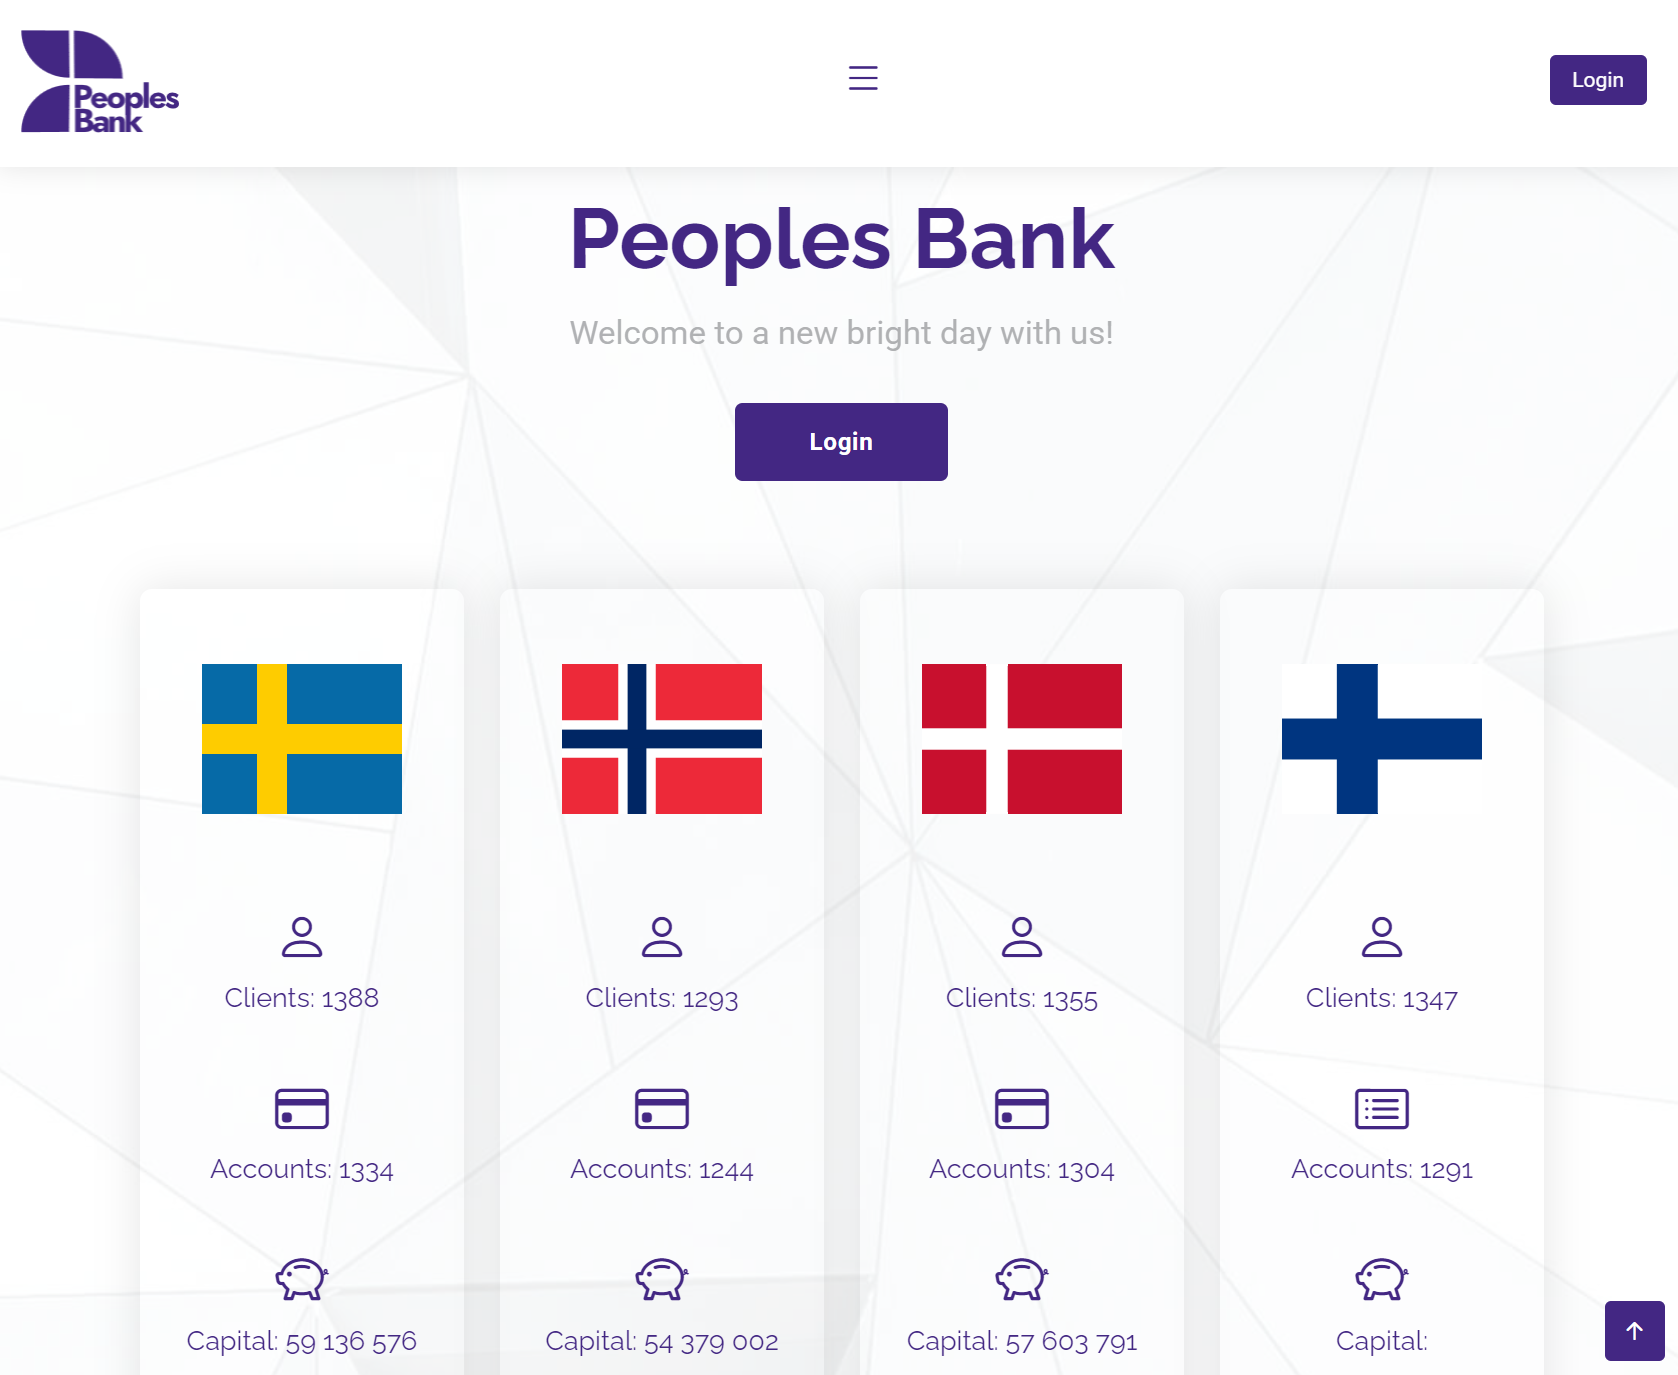 Peoples
Bank
Login
Peoples Bank
Welcome to a new bright day with us!
Login
Clients: 1388
Accounts: 1334
Capital: 59 136 576
Clients: 1293
Accounts: 1244
Capital: 54 379 002
Clients: 1355
Accounts: 1304
Capital: 57 603 791
Clients: 1347
Accounts: 1291
Capital: